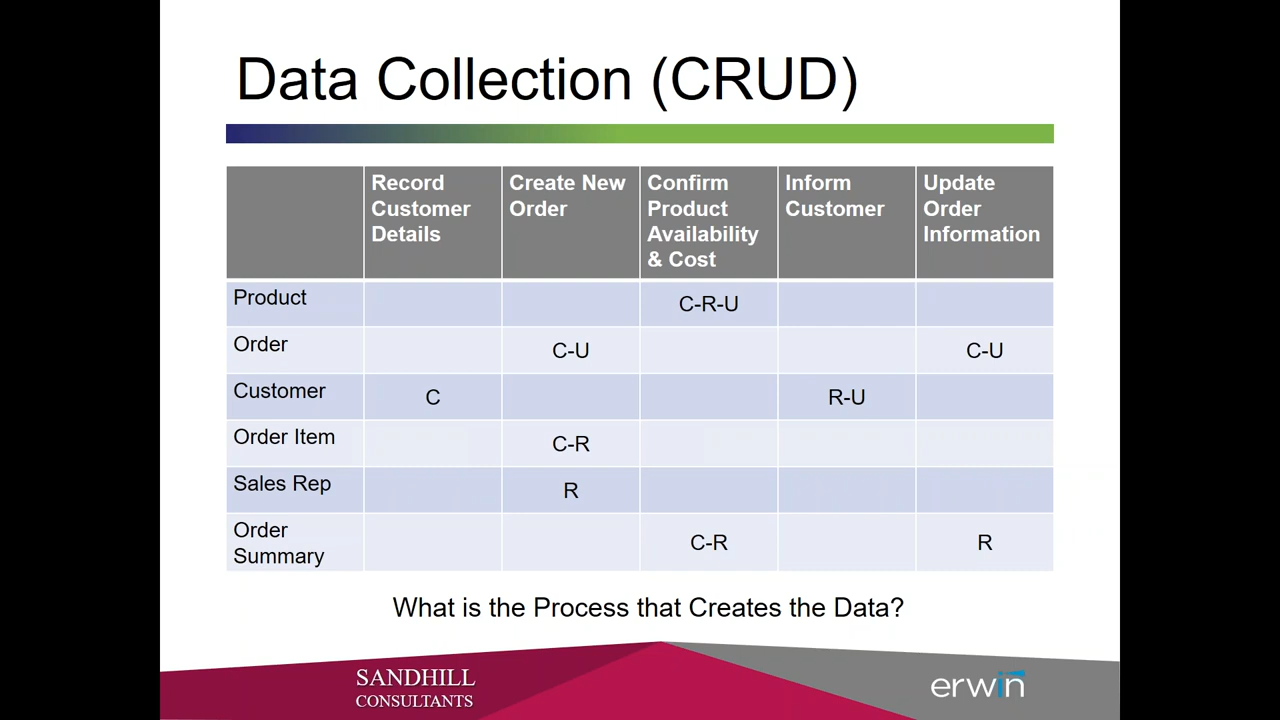 Data Collection (CRUD)
Record Customer Details
Create New Order
Confirm Product Availability & Cost
Inform Customer
Update Order Information
Product
C-R-U
Order
C-U
C-U
Customer
C
R-U
Order Item
C-R
Sales Rep
R
Order Summary
C-R
R
What is the Process that Creates the Data?
SANDHILL
CONSULTANTS
erwin